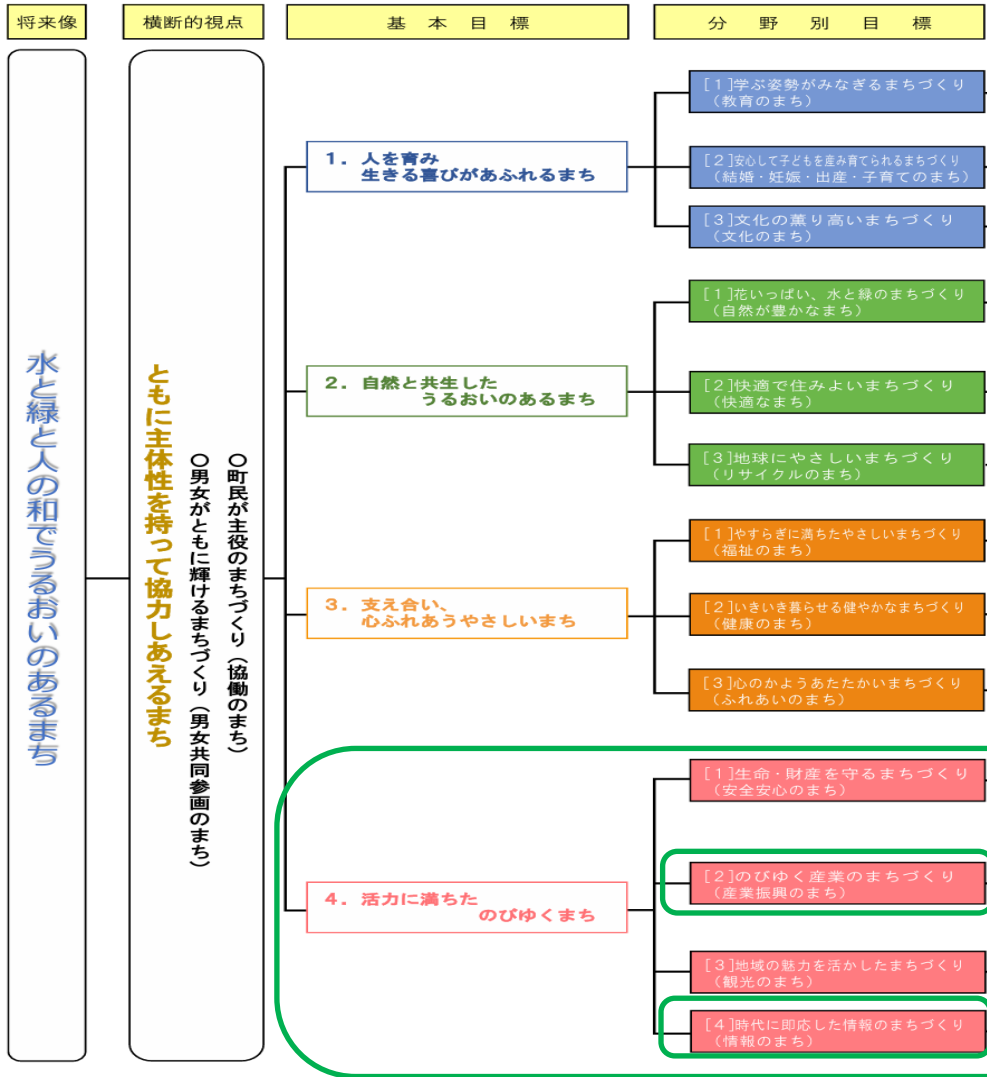 将来像
横断的視点
基本目標
分野別目標
水と緑と人の和でうるおいのあるまち
ともに主体性を持って協力しあえるまち
○町民が主役のまちづくり（協働のまち）
○男女がともに輝けるまちづくり（男女共同参画のまち）
1．人を育み
生きる喜びがあふれるまち
[1]学ぶ姿勢がみなぎるまちづくり
（教育のまち）
[2]安心して子どもを産み育てられるまちづくり
（結婚・妊娠・出産・子育てのまち）
[3]文化の薫り高いまちづくり
（文化のまち）
2．自然と共生した
うるおいのあるまち
[1]花いっぱい、水と緑のまちづくり
（自然が豊かなまち）
[2]快適で住みよいまちづくり
（快適なまち）
[3]地球にやさしいまちづくり
（リサイクルのまち）
3．支え合い、
心ふれあうやさしいまち
[1]やすらぎに満ちたやさしいまちづくり
（福祉のまち）
[2]いきいき暮らせる健やかなまちづくり
（健康のまち）
[3]心のかようあたたかいまちづくり
（ふれあいのまち）
4．活力に満ちた
のびゆくまち
[1]生命・財産を守るまちづくり
（安全安心のまち）
[2]のびゆく産業のまちづくり
（産業振興のまち）
[3]地域の魅力を活かしたまちづくり
（観光のまち）
[4]時代に即応した情報のまちづくり
（情報のまち）